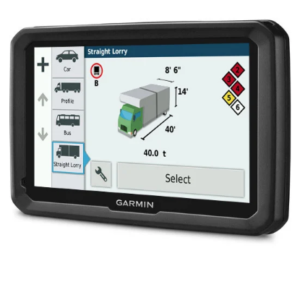 Straight Lorry
Car
Profile
Bus
Straight Lorry
B
8' 6"
14'
40'
40.0 t
Select
GARMIN